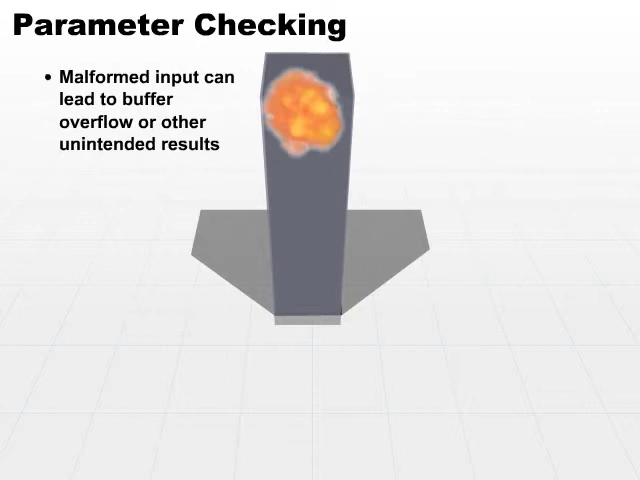 Parameter Checking
• Malformed input can
lead to buffer
overflow or other
unintended results